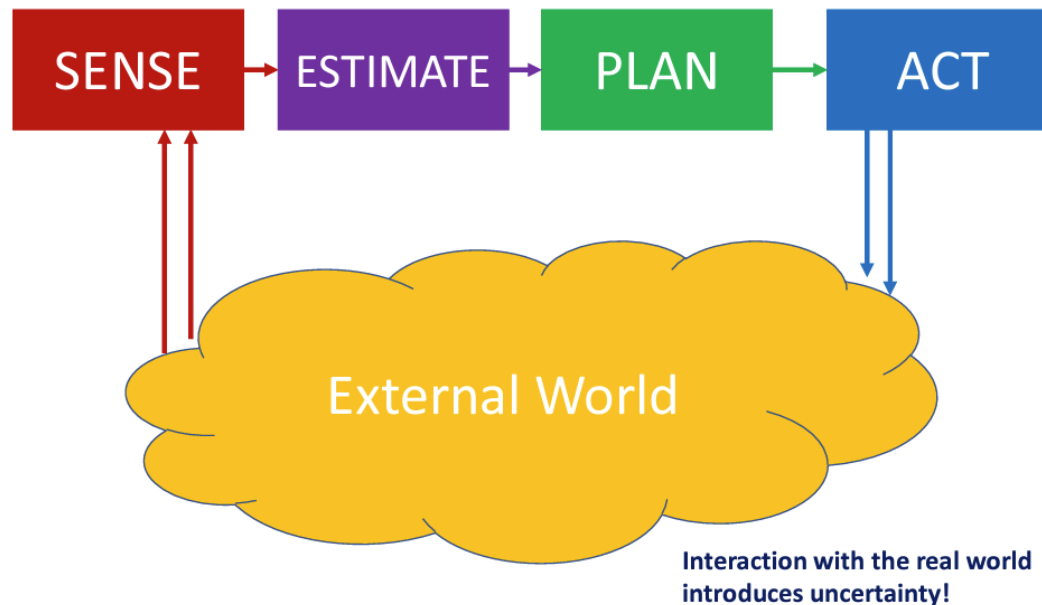 SENSE
ESTIMATE
PLAN
ACT
External World
Interaction with the real world
introduces uncertainty!